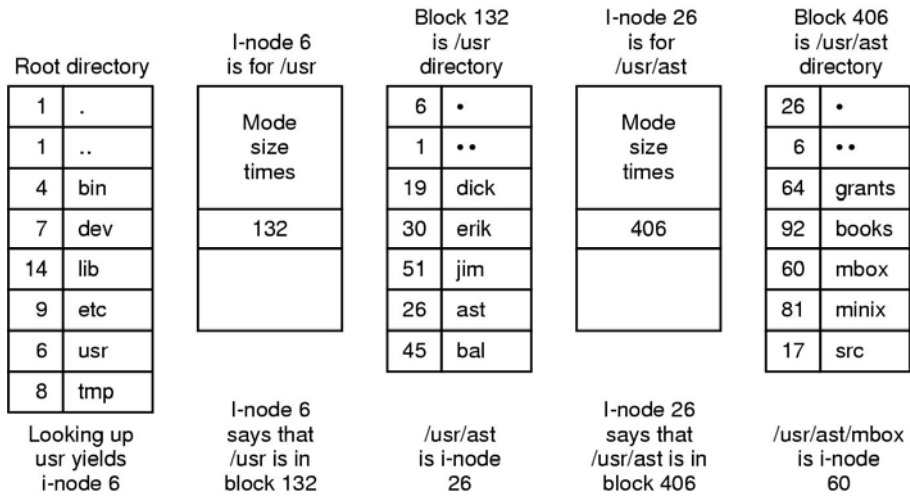 Root directory
1 .
1 ..
4 bin
7 dev
14 lib
9 etc
6 usr
8 tmp
Looking up
usr yields
i-node 6
I-node 6
is for /usr
Mode
size
times
132
I-node 6
says that
/usr is in
block 132
Block 132
is /usr
directory
6 •
1 ••
19 dick
30 erik
51 jim
26 ast
45 bal
/usr/ast
is i-node
26
I-node 26
is for
/usr/ast
Mode
size
times
406
I-node 26
says that
/usr/ast is in
block 406
Block 406
is /usr/ast
directory
26 •
6 ••
64 grants
92 books
60 mbox
81 minix
17 src
/usr/ast/mbox
is i-node
60